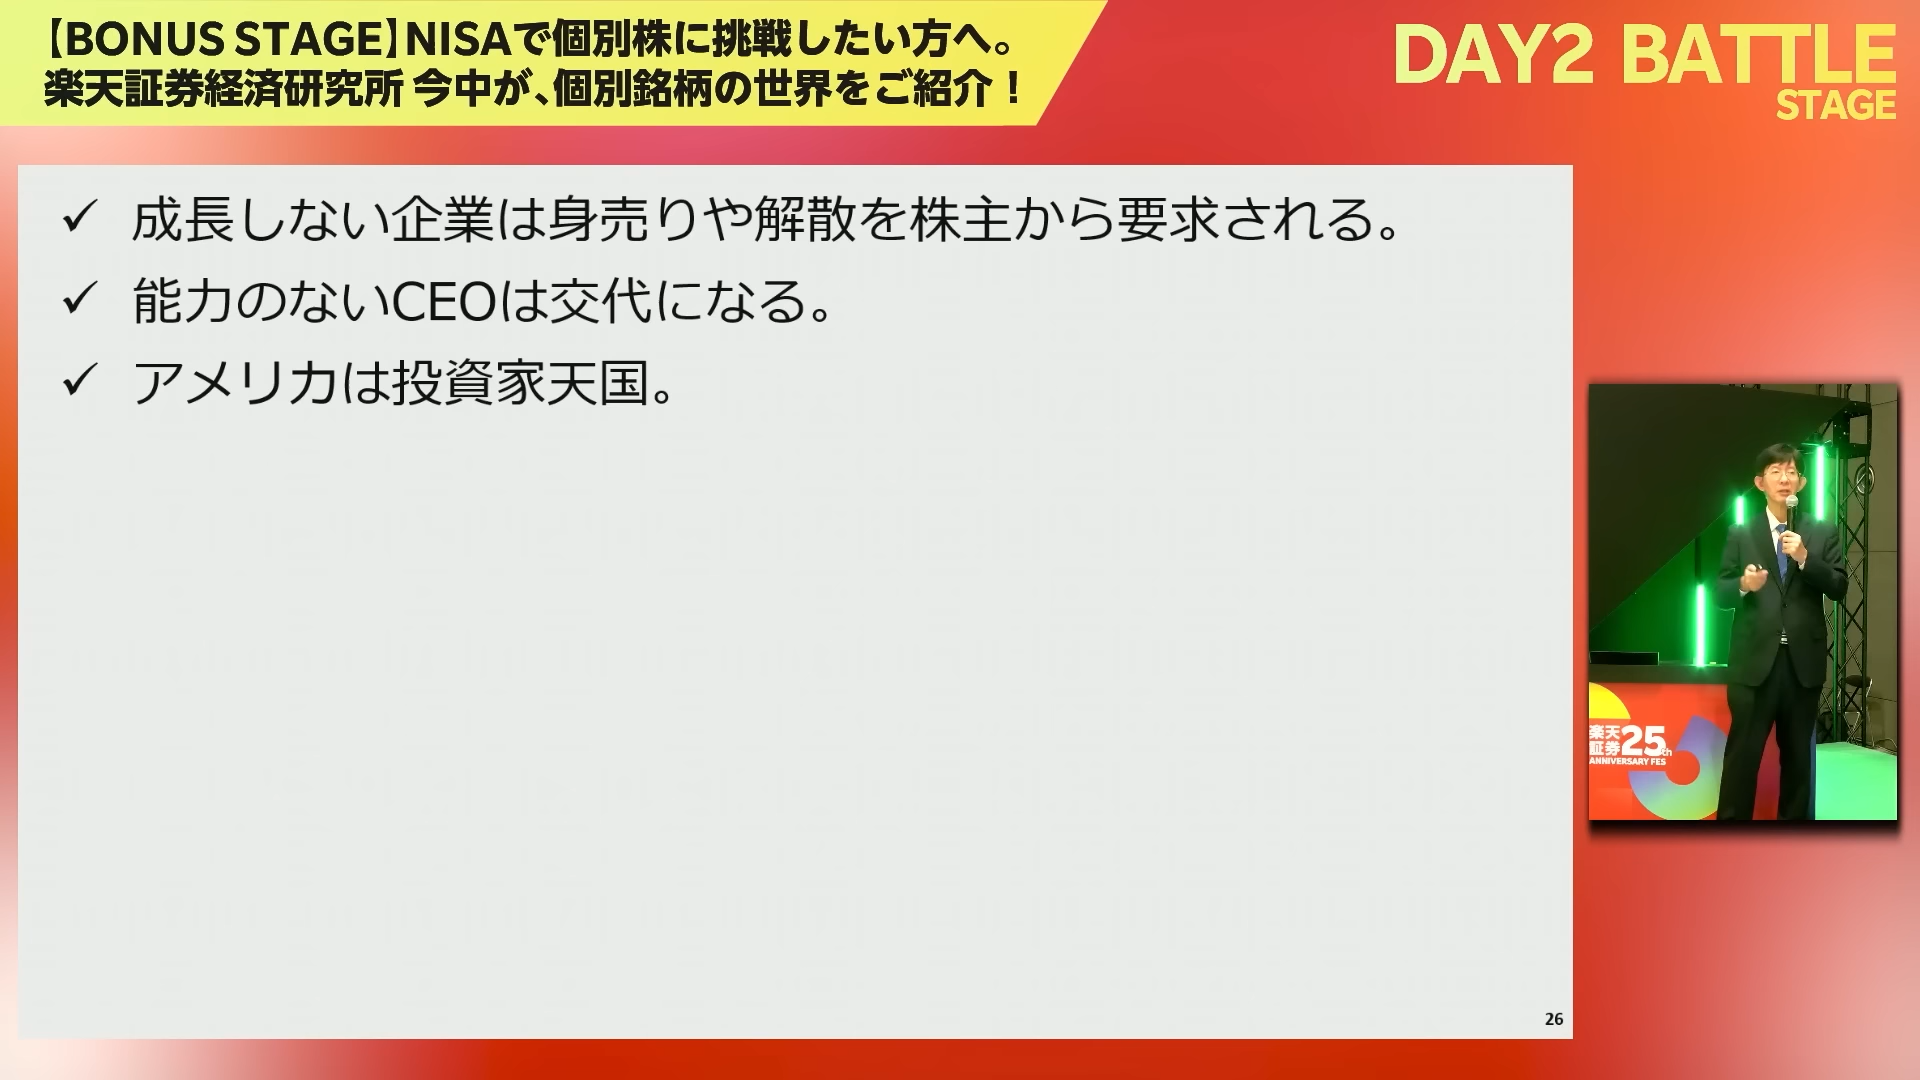 【BONUS STAGE】NISAで個別株に挑戦したい方へ。
楽天証券経済研究所 今中が、個別銘柄の世界をご紹介！
DAY2 BATTLE
STAGE
✓ 成長しない企業は身売りや解散を株主から要求される。
✓ 能力のないCEOは交代になる。
✓ アメリカは投資家天国。
26
楽天
証券25th
ANNIVERSARY FES